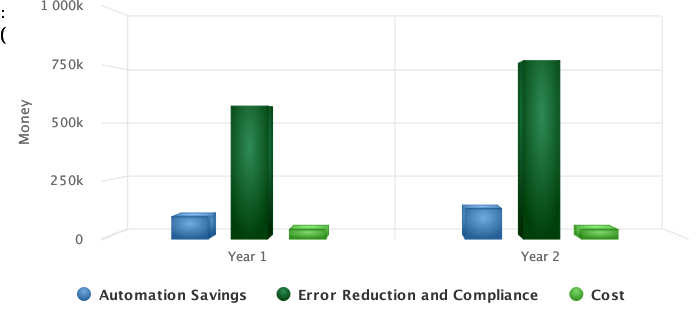 :
(
1 000k
750k
500k
250k
0
Money
Year 1 Year 2
Automation Savings Error Reduction and Compliance Cost